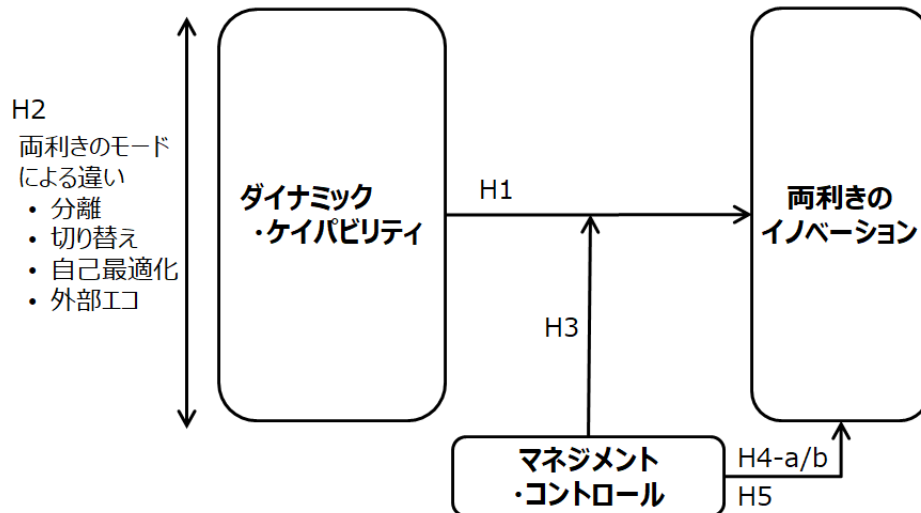 H2
両利きのモード
による違い
• 分離
• 切り替え
• 自己最適化
• 外部エコ
ダイナミック
・ケイパビリティ
H1
両利きの
イノベーション
H3
マネジメント
・コントロール
H4-a/b
H5